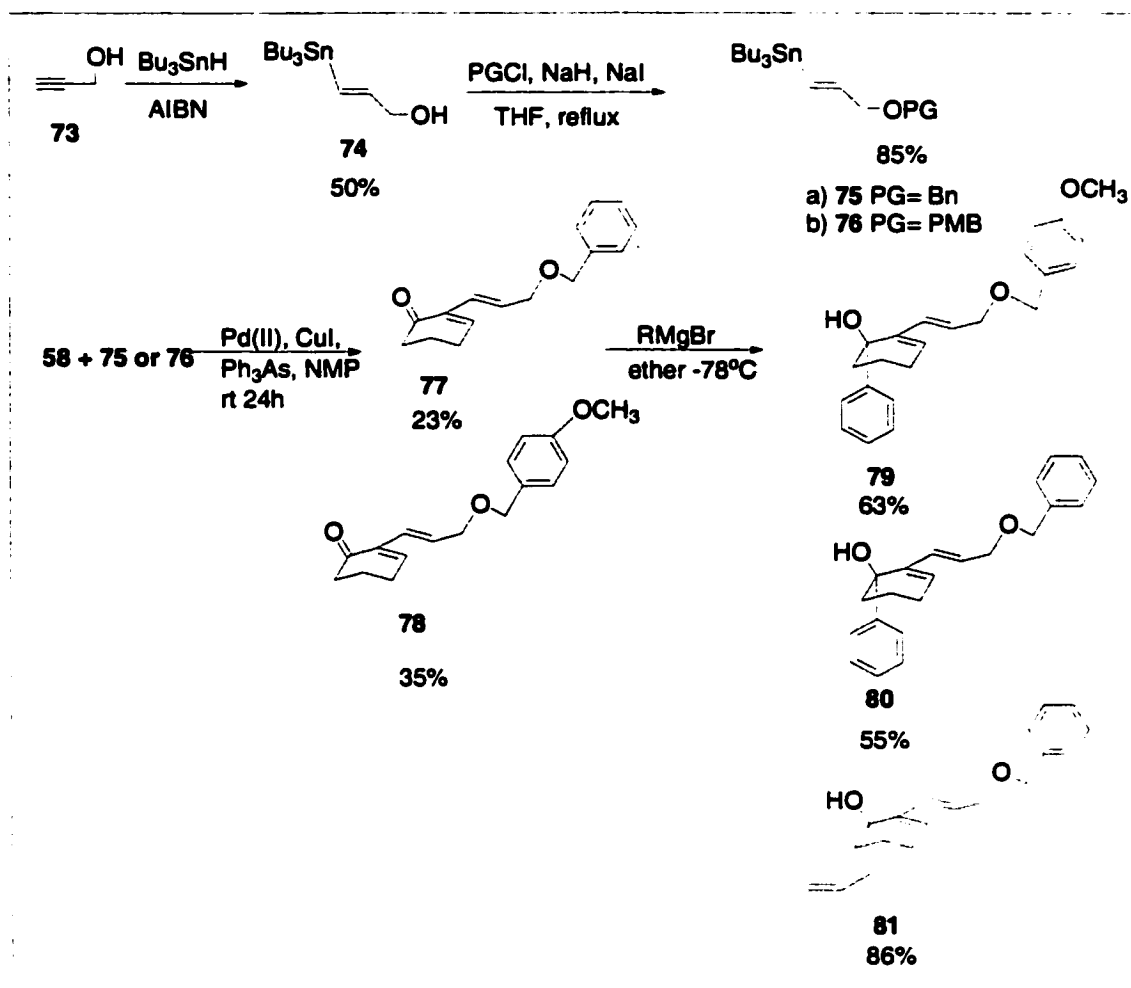 OH
Bu3SnH
AIBN
73
Bu3Sn
OH
74
50%
PGCl, NaH, NaI
THF, reflux
Bu3Sn
OPG
85%
a) 75 PG= Bn
b) 76 PG= PMB
58 + 75 or 76
Pd(II), CuI,
Ph3As, NMP
rt 24h
O
O
77
23%
OCH3
O
O
78
35%
RMgBr
ether -78ºC
OCH3
O
HO
79
63%
O
HO
80
55%
O
HO
81
86%